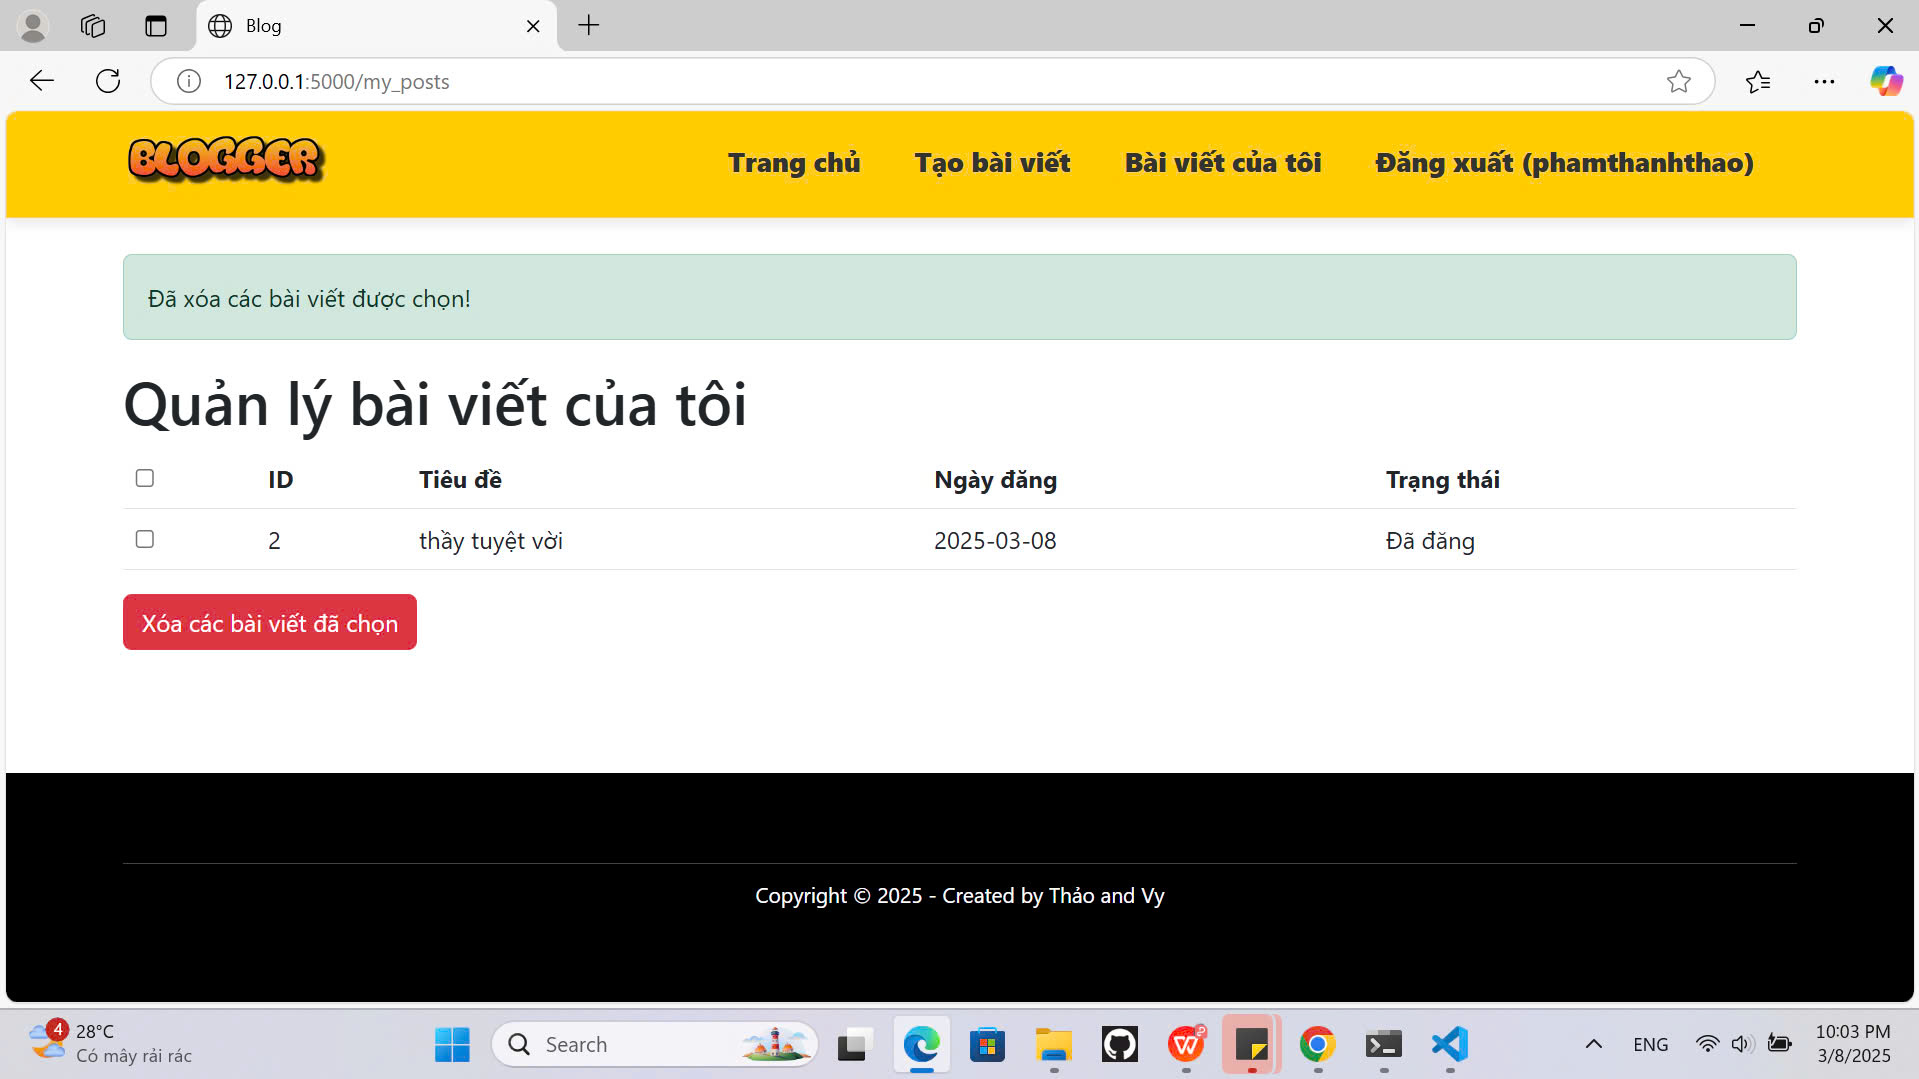 Blog
127.0.0.1:5000/my_posts
BLOGGER
Trang chủ Tạo bài viết Bài viết của tôi Đăng xuất (phamthanhthao)
Đã xóa các bài viết được chọn!
Quản lý bài viết của tôi
ID Tiêu đề Ngày đăng Trạng thái
2 thầy tuyệt vời 2025-03-08 Đã đăng
Xóa các bài viết đã chọn
Copyright © 2025 - Created by Thảo and Vy
4 28°C
Có mây rải rác
Search
ENG
10:03 PM
3/8/2025